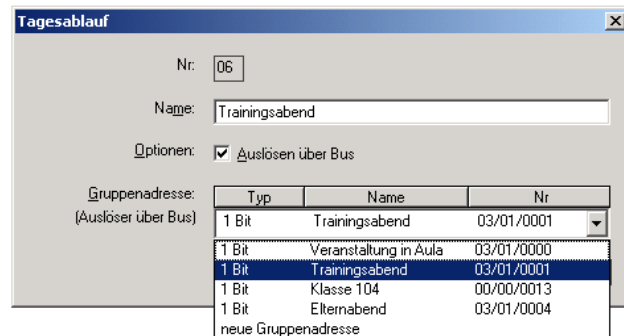 Tagesablauf
Nr: 06
Name: Trainingsabend
Optionen: Auslösen über Bus
Gruppenadresse:
(Auslöser über Bus)
Typ Name Nr
1 Bit Trainingsabend 03/01/0001
1 Bit Veranstaltung in Aula 03/01/0000
1 Bit Trainingsabend 03/01/0001
1 Bit Klasse 104 00/00/0013
1 Bit Elternabend 03/01/0004
neue Gruppenadresse